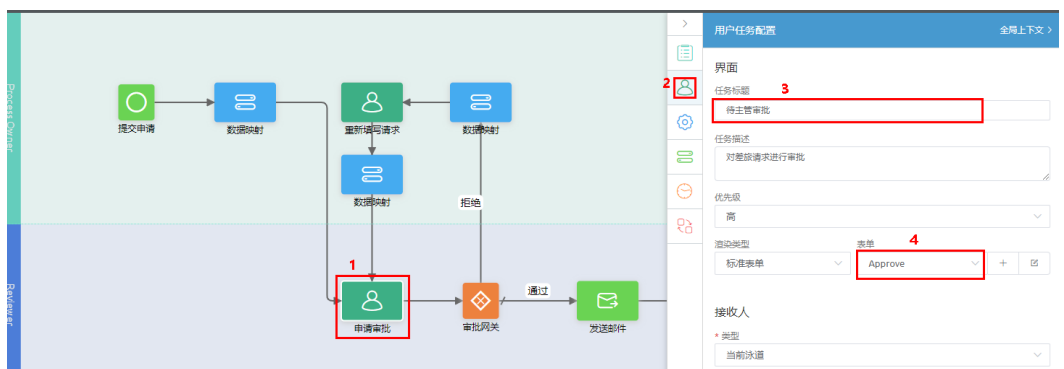 用户任务配置
全局上下文 >
界面
任务标题
3
待主管审批
任务描述
对差旅请求进行审批
优先级
高
渲染类型
表单
4
标准表单
Approve
接收人
* 类型
当前泳道
2
Process Owner
提交申请
数据映射
重新填写请求
数据映射
数据映射
拒绝
Reviewer
1
申请审批
审批网关
通过
发送邮件